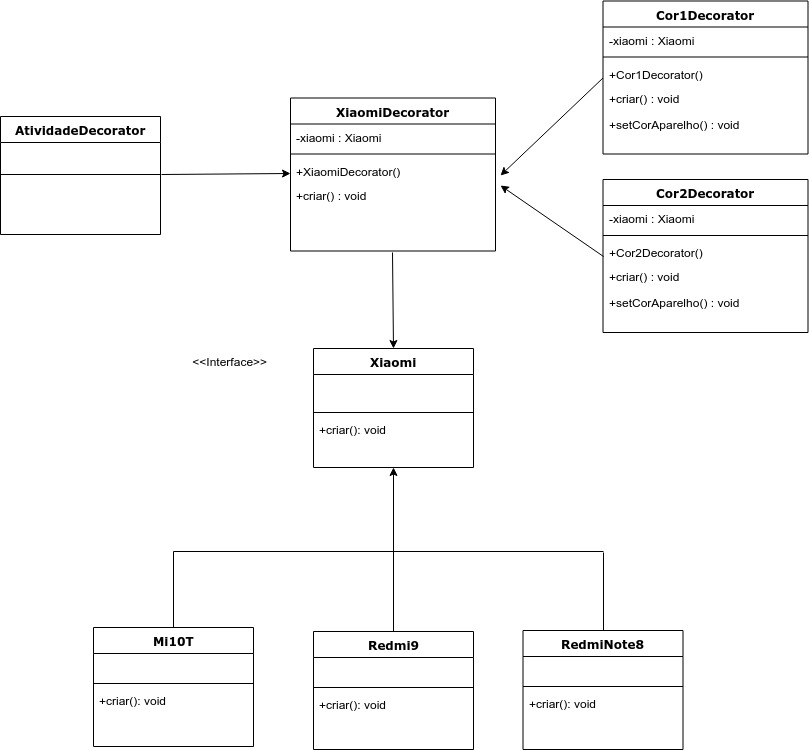 Cor1Decorator
-xiaomi : Xiaomi
+Cor1Decorator()
+criar() : void
+setCorAparelho() : void
XiaomiDecorator
-xiaomi : Xiaomi
+XiaomiDecorator()
+criar() : void
AtividadeDecorator
Cor2Decorator
-xiaomi : Xiaomi
+Cor2Decorator()
+criar() : void
+setCorAparelho() : void
<<Interface>>
Xiaomi
+criar(): void
Mi10T
+criar(): void
Redmi9
+criar(): void
RedmiNote8
+criar(): void